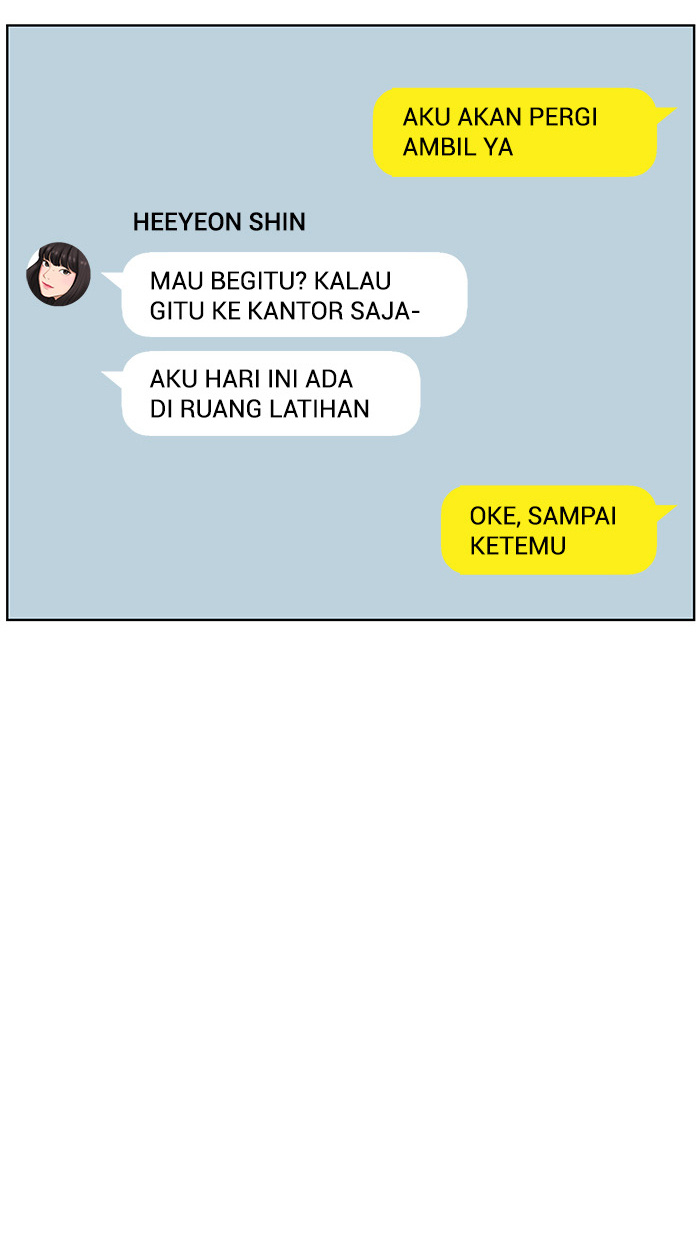 AKU AKAN PERGI
AMBIL YA
HEEYEON SHIN
MAU BEGITU? KALAU
GITU KE KANTOR SAJA-
AKU HARI INI ADA
DI RUANG LATIHAN
OKE, SAMPAI
KETEMU